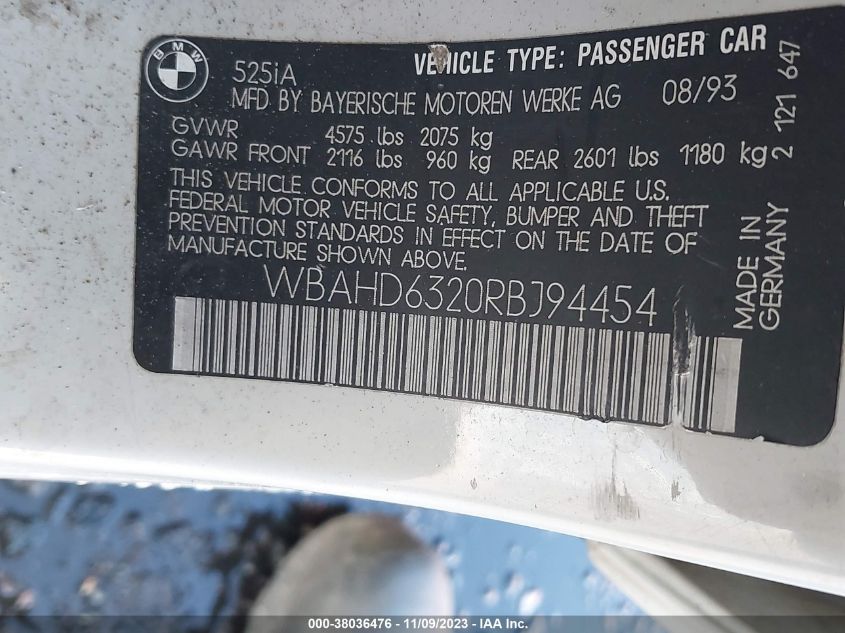 BMW
525iA
VEHICLE TYPE: PASSENGER CAR
MFD BY BAYERISCHE MOTOREN WERKE AG 08/93
GVWR 4575 lbs 2075 kg
GAWR FRONT 2116 lbs 960 kg REAR 2601 lbs 1180 kg
THIS VEHICLE CONFORMS TO ALL APPLICABLE U.S.
FEDERAL MOTOR VEHICLE SAFETY, BUMPER AND THEFT
PREVENTION STANDARDS IN EFFECT ON THE DATE OF
MANUFACTURE SHOWN ABOVE.
WBAHD6320RBJ94454
2 121 647
MADE IN
GERMANY
000-38036476 - 11/09/2023 - IAA Inc.